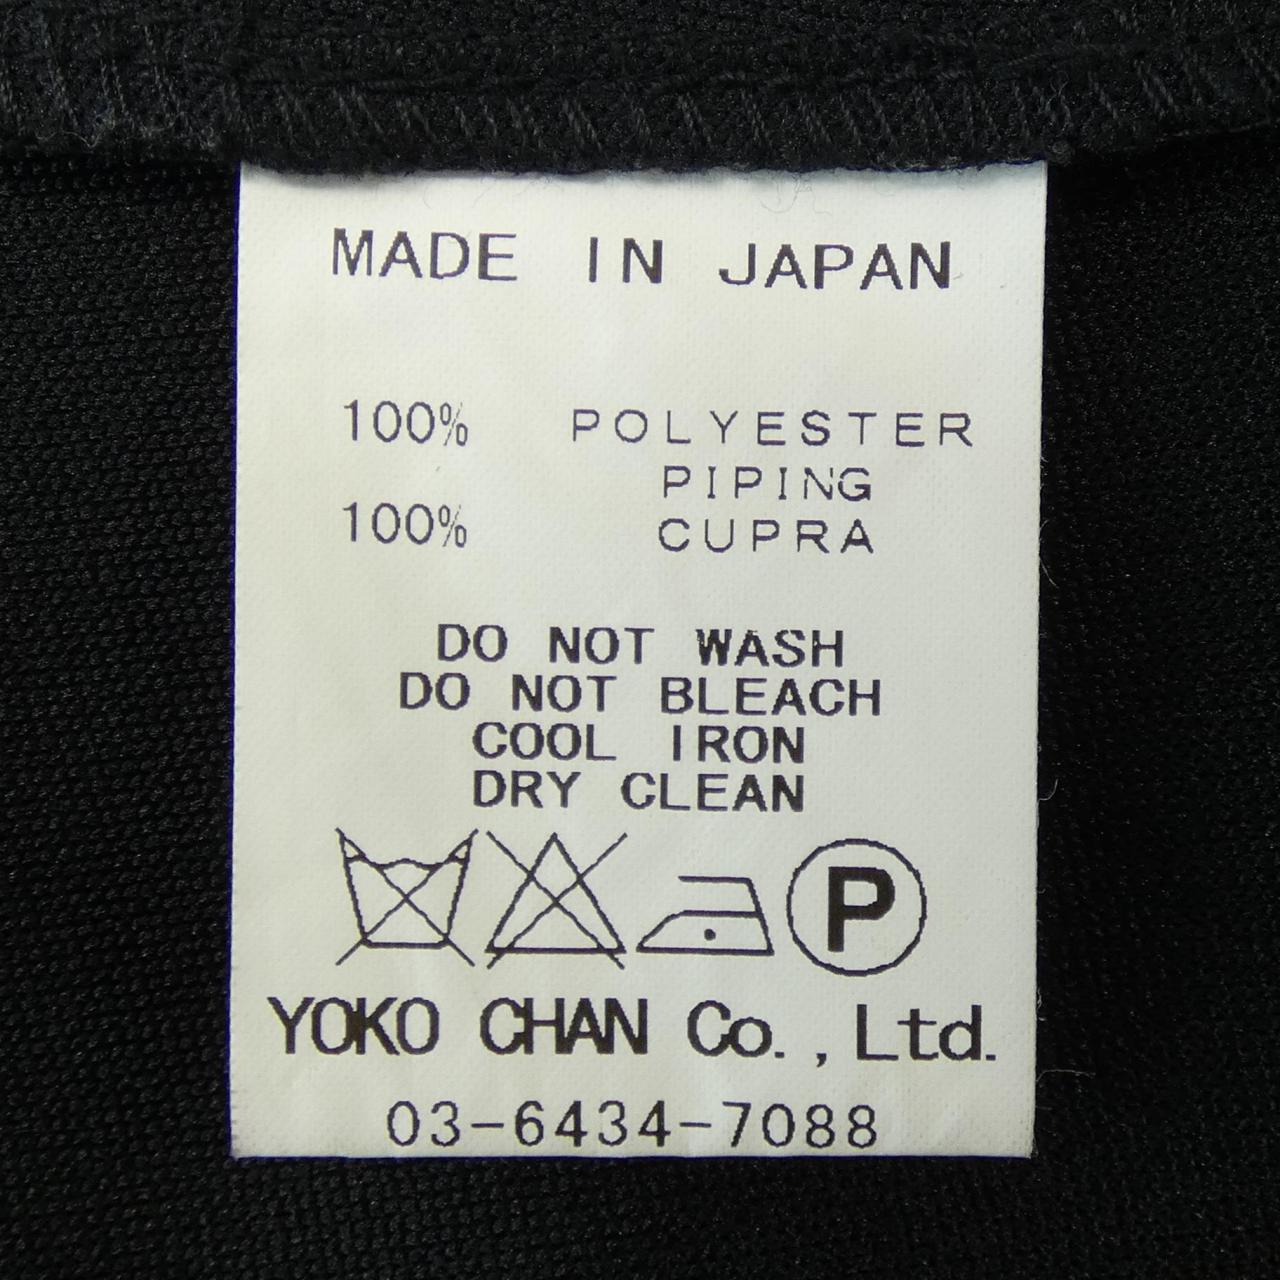 MADE IN JAPAN
100% POLYESTER
PIPING
100% CUPRA
DO NOT WASH
DO NOT BLEACH
COOL IRON
DRY CLEAN
P
YOKO CHAN Co., Ltd.
03-6434-7088